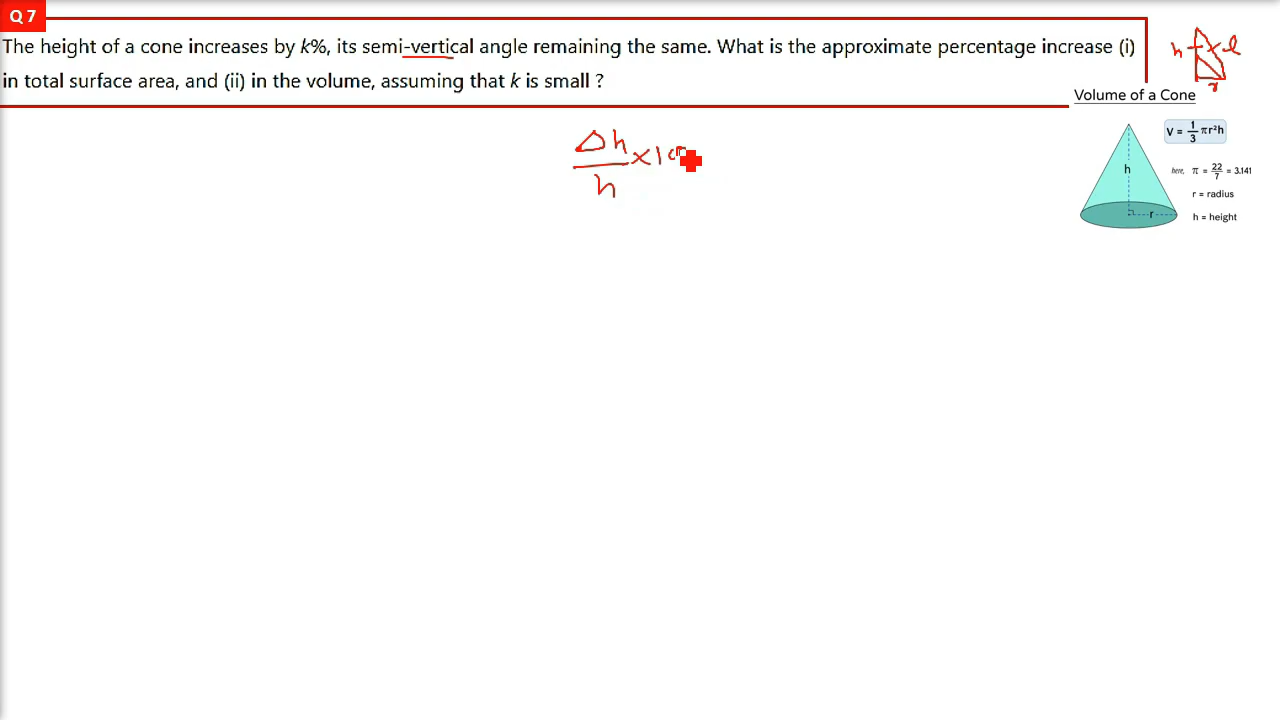 Q 7
The height of a cone increases by k%, its semi-vertical angle remaining the same. What is the approximate percentage increase (i)
in total surface area, and (ii) in the volume, assuming that k is small ?
h
l
r
Volume of a Cone
V = 1/3 πr²h
h
here, π = 22/7 = 3.141
r = radius
r
h = height
Δh/h ×10